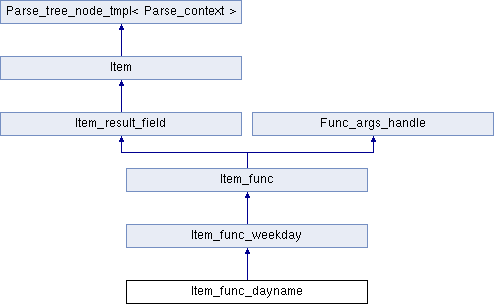 Parse_tree_node_tmpl< Parse_context >
Item
Item_result_field
Func_args_handle
Item_func
Item_func_weekday
Item_func_dayname